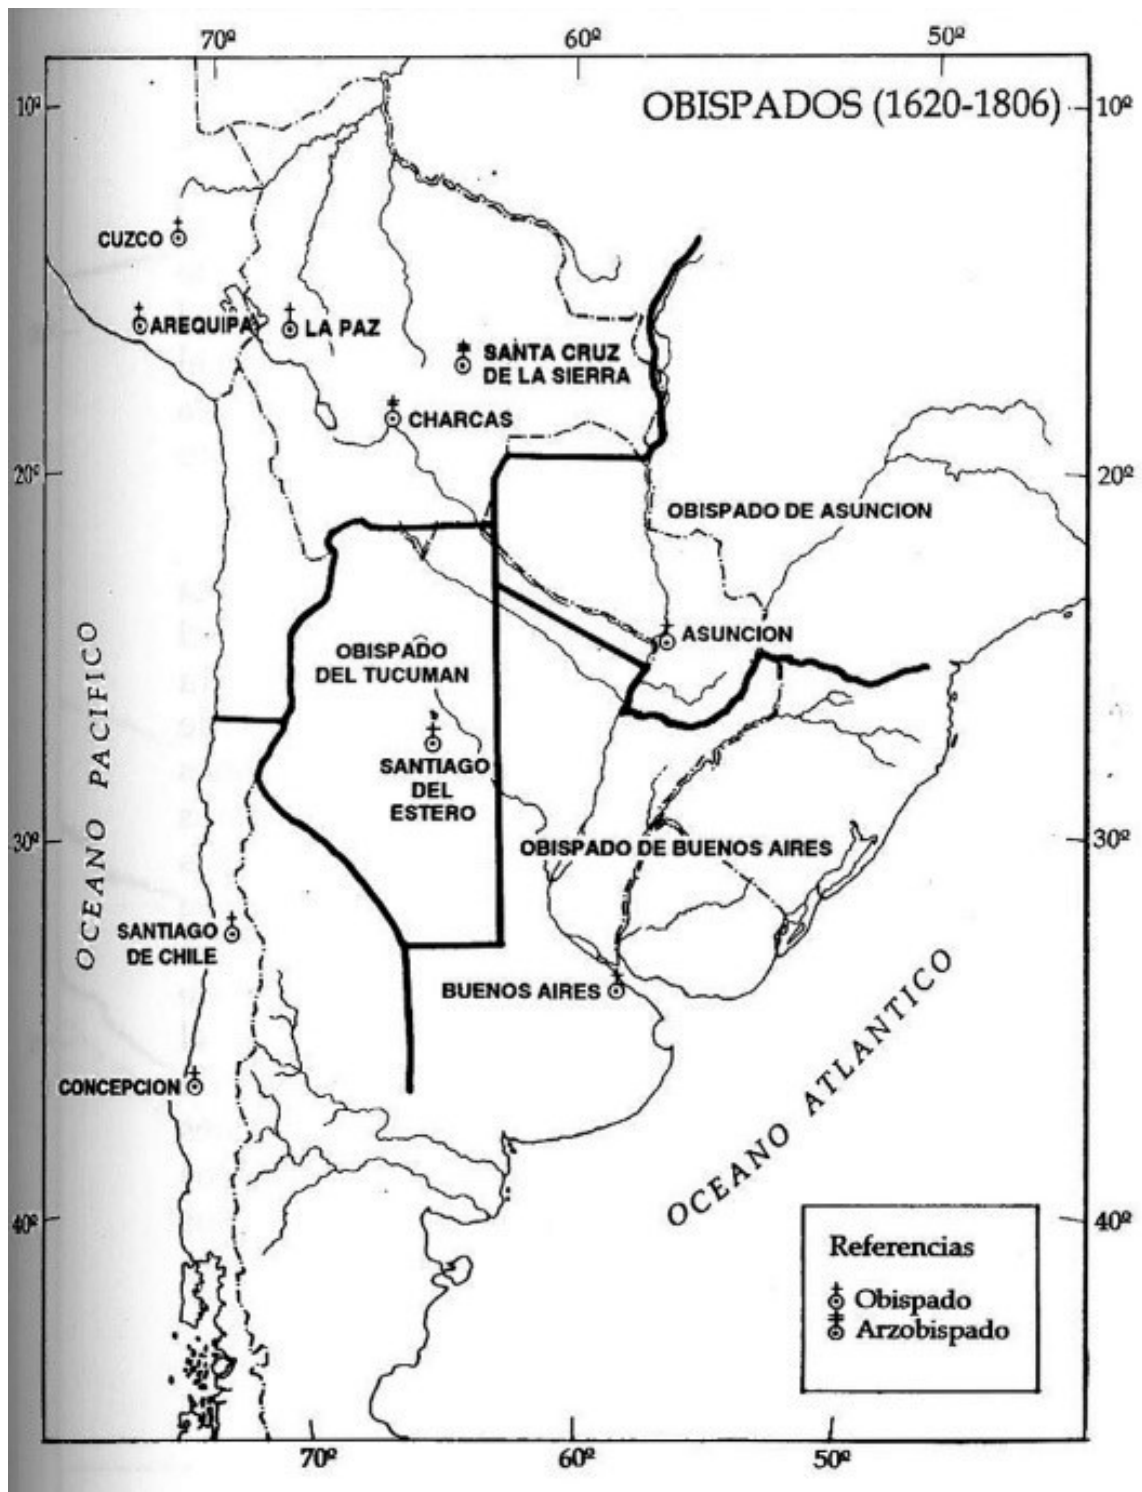 70º 60º 50º
OBISPADOS (1620-1806)
10º 10º
CUZCO
AREQUIPA
LA PAZ
SANTA CRUZ
DE LA SIERRA
CHARCAS
20º 20º
OBISPADO DE ASUNCION
ASUNCION
OBISPADO
DEL TUCUMAN
OCEANO PACIFICO
SANTIAGO
DEL
ESTERO
30º 30º
OBISPADO DE BUENOS AIRES
SANTIAGO
DE CHILE
BUENOS AIRES
CONCEPCION
OCEANO ATLANTICO
40º 40º
Referencias
Obispado
Arzobispado
70º 60º 50º